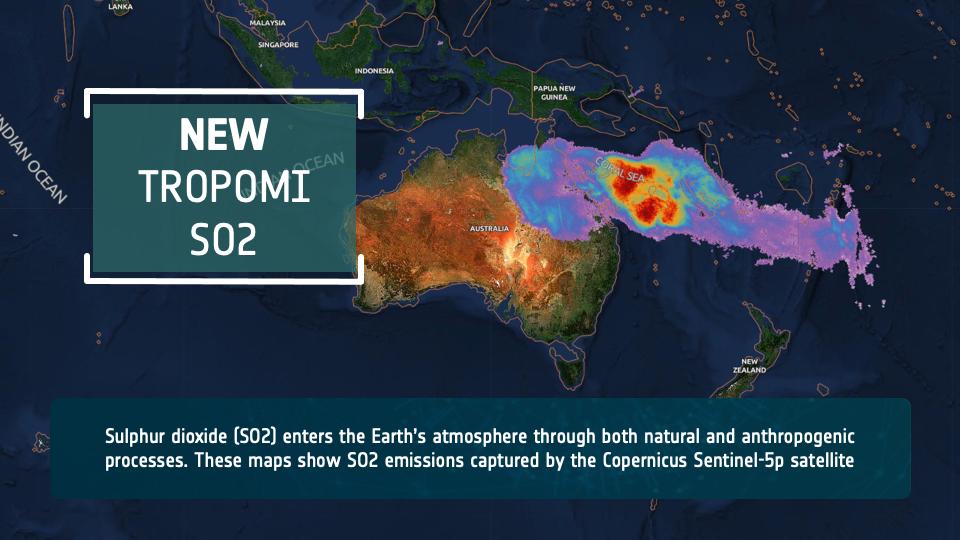 LANKA
MALAYSIA
SINGAPORE
INDONESIA
PAPUA NEW
GUINEA
INDIAN OCEAN
NEW
TROPOMI
SO2
INDIAN OCEAN
CORAL SEA
AUSTRALIA
NEW
ZEALAND
Sulphur dioxide (SO2) enters the Earth's atmosphere through both natural and anthropogenic
processes. These maps show SO2 emissions captured by the Copernicus Sentinel-5p satellite